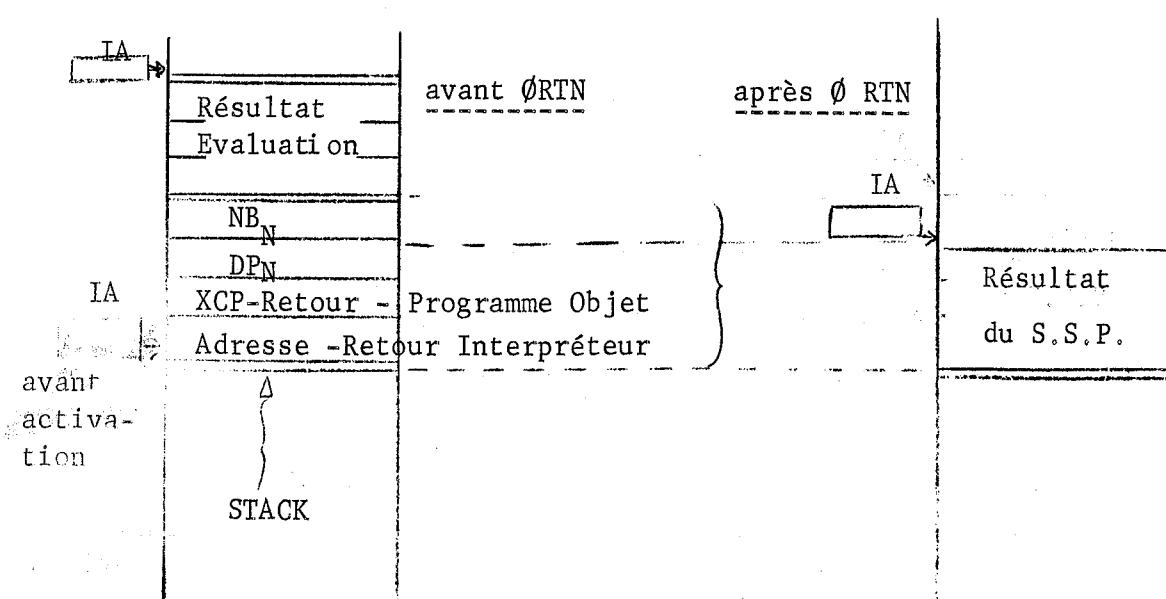 IA
avant ØRTN
après Ø RTN
Résultat
Evaluation
IA
NB_N
DP_N
Résultat
IA
XCP-Retour - Programme Objet
du S.S.P.
Adresse -Retour Interpréteur
avant
activa-
tion
STACK